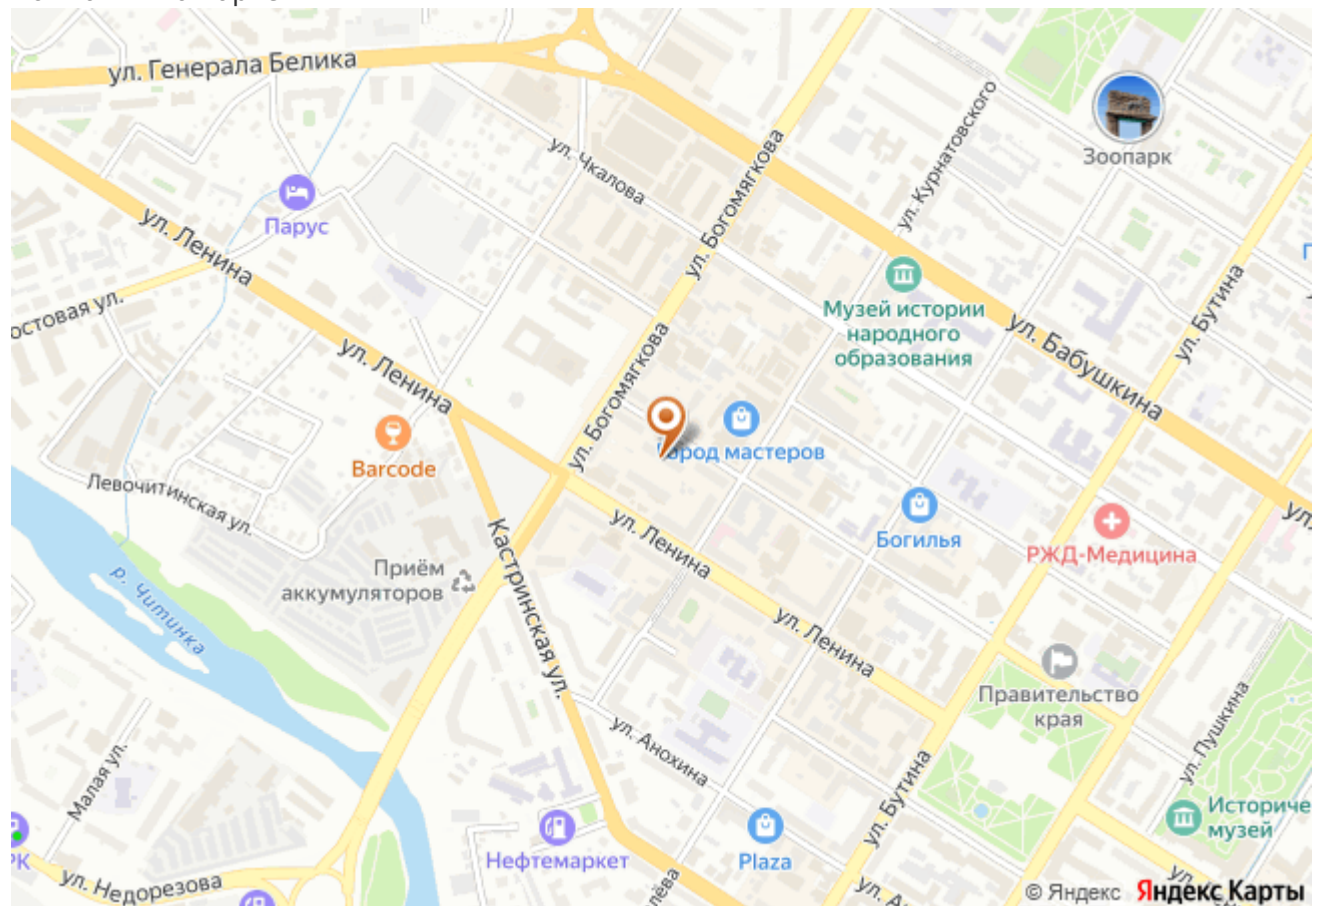 ул. Генерала Белика
ул. Чкалова
ул. Богомягкова
ул. Курнатовского
Зоопарк
Парус
ул. Ленина
Музей истории
народного
образования
ул. Бабушкина
ул. Бутина
ул. Ленина
ул. Богомягкова
Barcode
Город мастеров
Левочитинская ул.
Богилья
РЖД-Медицина
ул.
Кастринская ул.
ул. Ленина
Приём
аккумуляторов
р. Читинка
ул. Ленина
Правительство
края
ул. Пушкина
ул. Анохина
Малая ул.
ул. Бутина
Историче
музей
Нефтемаркет
Plaza
ул. Недорезова
© Яндекс Яндекс Карты